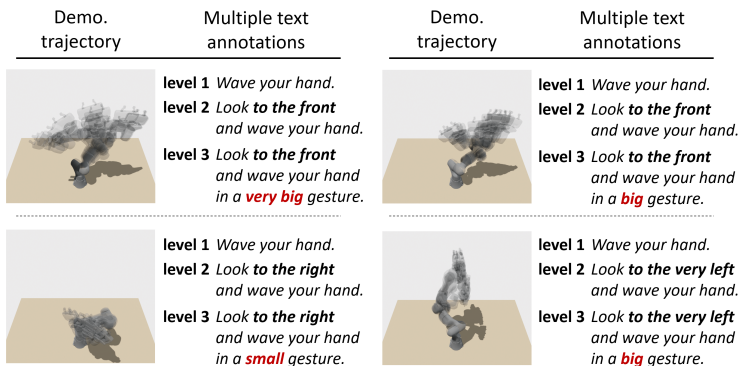 Demo.
trajectory
Multiple text
annotations
level 1 Wave your hand.
level 2 Look to the front
and wave your hand.
level 3 Look to the front
and wave your hand
in a very big gesture.
level 1 Wave your hand.
level 2 Look to the right
and wave your hand.
level 3 Look to the right
and wave your hand
in a small gesture.
Demo.
trajectory
Multiple text
annotations
level 1 Wave your hand.
level 2 Look to the front
and wave your hand.
level 3 Look to the front
and wave your hand
in a big gesture.
level 1 Wave your hand.
level 2 Look to the very left
and wave your hand.
level 3 Look to the very left
and wave your hand
in a big gesture.